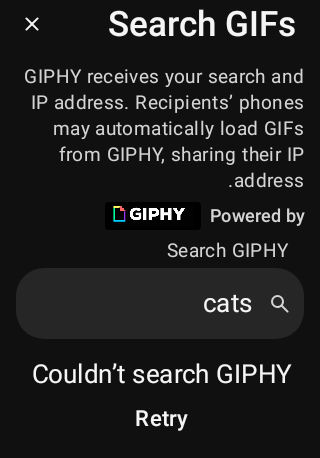 Search GIFs
GIPHY receives your search and
IP address. Recipients’ phones
may automatically load GIFs
from GIPHY, sharing their IP
.address
Powered by GIPHY
Search GIPHY
cats
Couldn’t search GIPHY
Retry